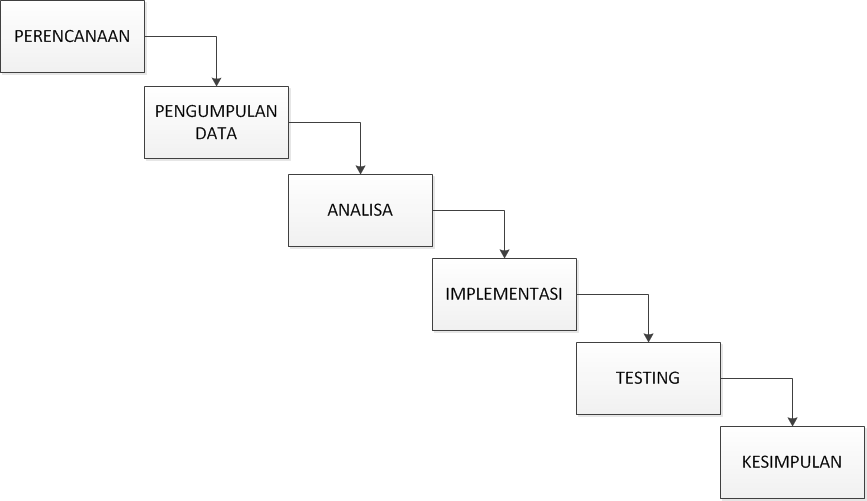 PERENCANAAN
PENGUMPULAN
DATA
ANALISA
IMPLEMENTASI
TESTING
KESIMPULAN